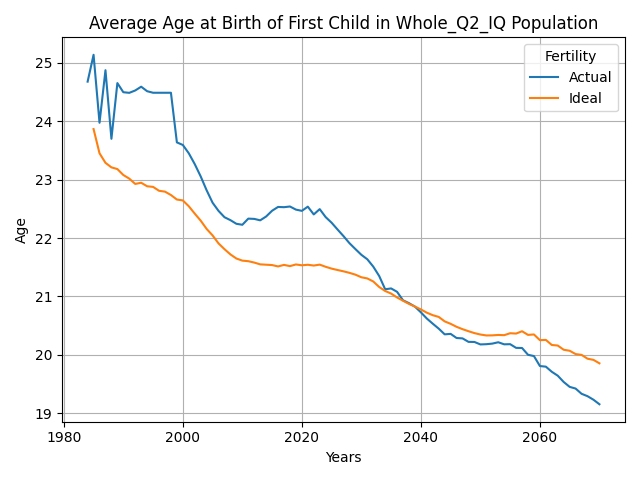 Average Age at Birth of First Child in Whole_Q2_IQ Population
Fertility
Actual
Ideal
Age
25
24
23
22
21
20
19
1980
2000
2020
2040
2060
Years